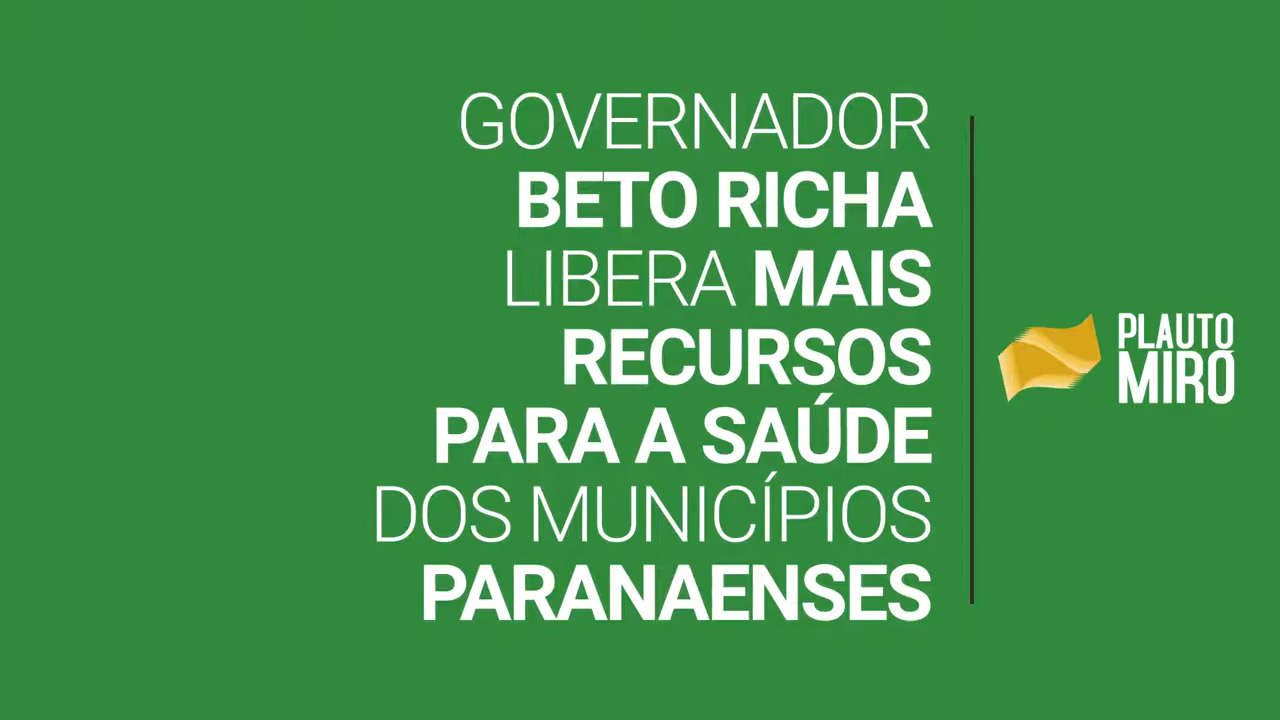 GOVERNADOR
BETO RICHA
LIBERA MAIS
RECURSOS
PARA A SAÚDE
DOS MUNICÍPIOS
PARANAENSES
PLAUTO
MIRÓ